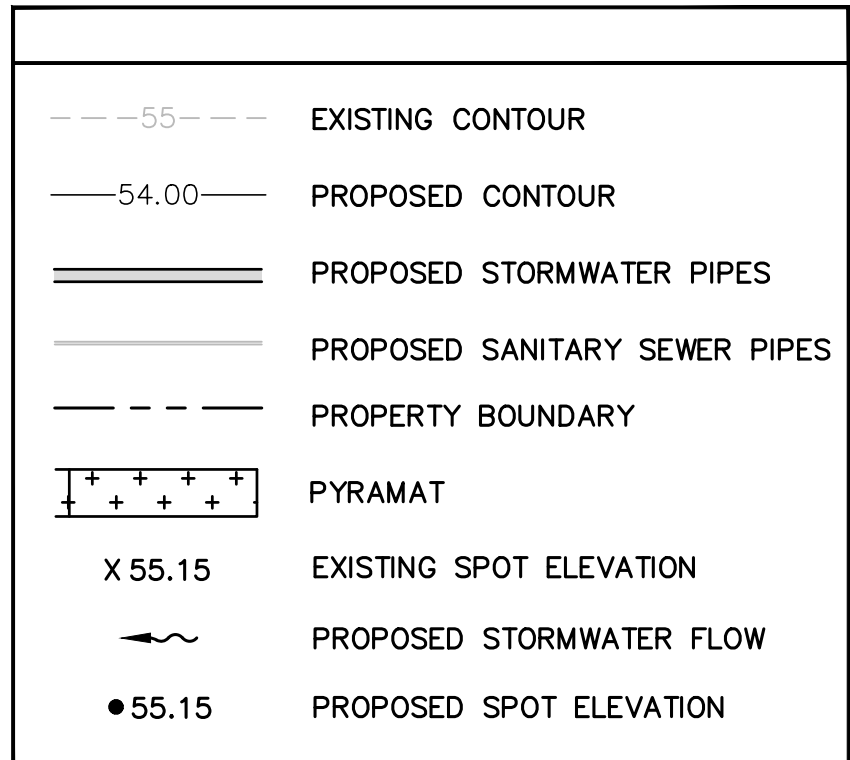 55 EXISTING CONTOUR
54.00 PROPOSED CONTOUR
PROPOSED STORMWATER PIPES
PROPOSED SANITARY SEWER PIPES
PROPERTY BOUNDARY
PYRAMAT
X 55.15 EXISTING SPOT ELEVATION
PROPOSED STORMWATER FLOW
55.15 PROPOSED SPOT ELEVATION